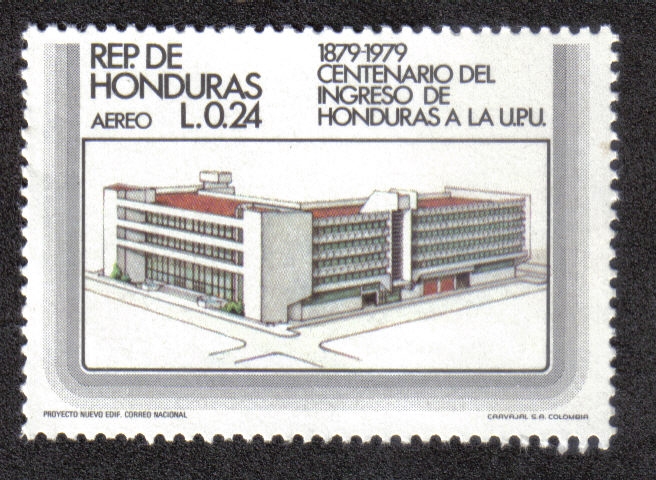 REP. DE
HONDURAS
AEREO L.0.24
1879-1979
CENTENARIO DEL
INGRESO DE
HONDURAS A LA U.P.U.
PROYECTO NUEVO EDIF. CORREO NACIONAL
CARVAJAL S.A. COLOMBIA